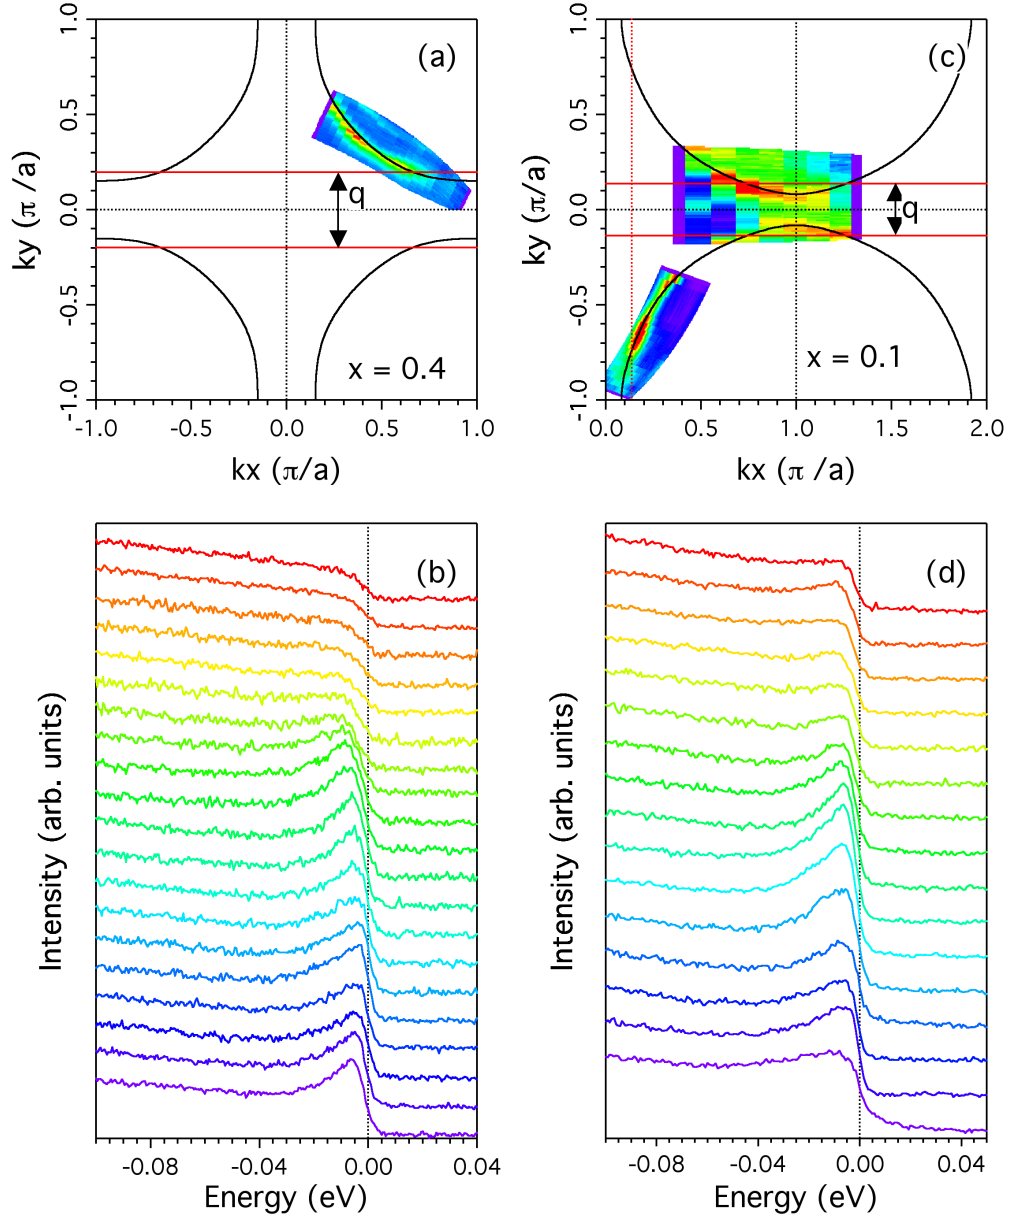 1.0
0.5
0.0
-0.5
-1.0
ky (π /a)
(a)
q
x = 0.4
-1.0 -0.5 0.0 0.5 1.0
kx (π/a)
1.0
0.5
0.0
-0.5
-1.0
ky (π/a)
(c)
q
x = 0.1
0.0 0.5 1.0 1.5 2.0
kx (π /a)
(b)
Intensity (arb. units)
-0.08 -0.04 0.00 0.04
Energy (eV)
(d)
Intensity (arb. units)
-0.08 -0.04 0.00 0.04
Energy (eV)